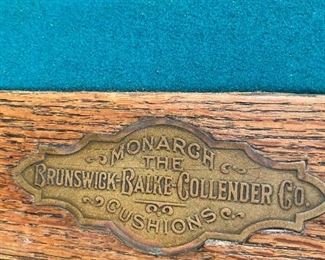 MONARCH
THE
BRUNSWICK-BALKE-COLLENDER CO.
CUSHIONS